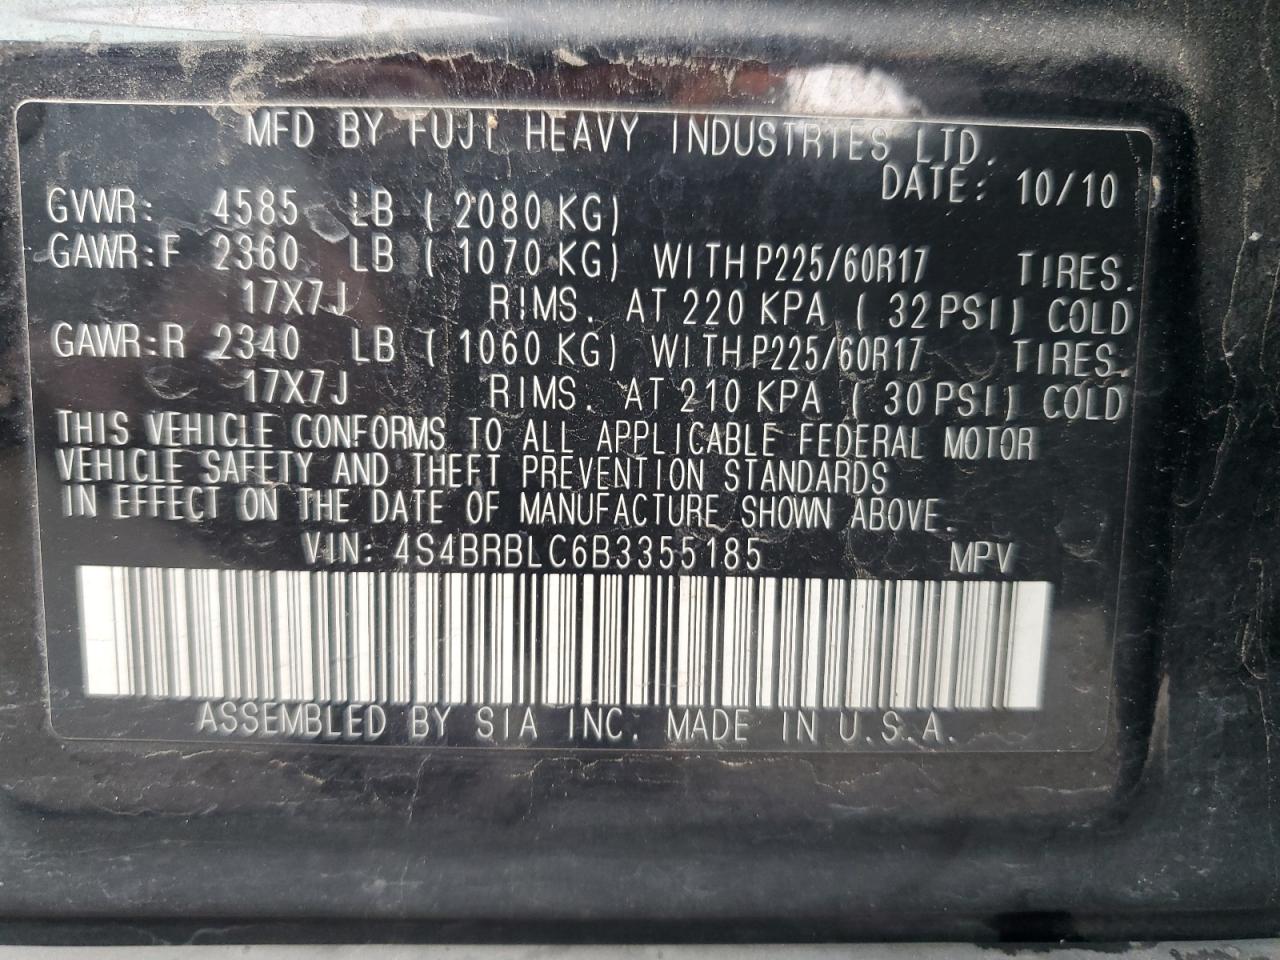 MFD BY FUJI HEAVY INDUSTRIES LTD.
DATE: 10/10
GVWR: 4585 LB ( 2080 KG)
GAWR:F 2360 LB ( 1070 KG) WITH P225/60R17 TIRES.
17X7J RIMS. AT 220 KPA ( 32 PSI) COLD
GAWR:R 2340 LB ( 1060 KG) WITH P225/60R17 TIRES.
17X7J RIMS. AT 210 KPA ( 30 PSI) COLD
THIS VEHICLE CONFORMS TO ALL APPLICABLE FEDERAL MOTOR
VEHICLE SAFETY AND THEFT PREVENTION STANDARDS
IN EFFECT ON THE DATE OF MANUFACTURE SHOWN ABOVE.
VIN: 4S4BRBLC6B3355185 MPV
ASSEMBLED BY SIA INC. MADE IN U.S.A.